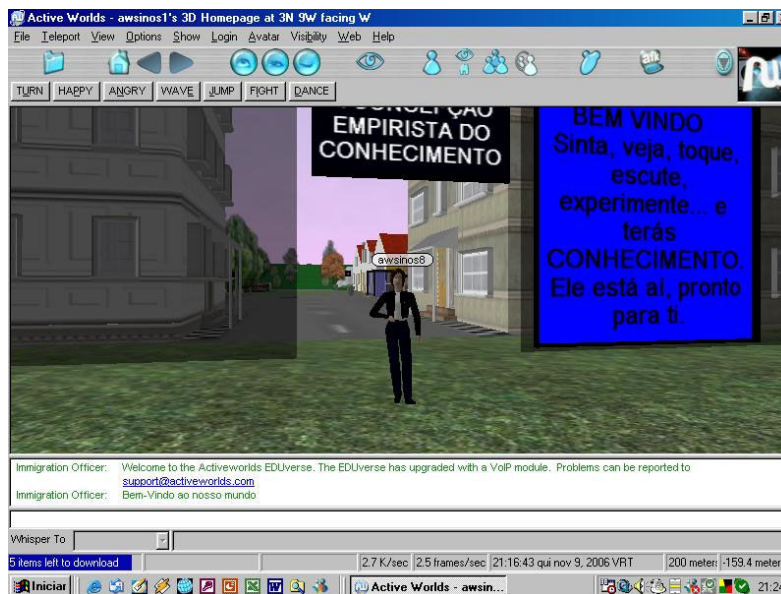 Active Worlds - awsinos1's 3D Homepage at 3N 9W facing W
File Teleport View Options Show Login Avatar Visibility Web Help
TURN HAPPY ANGRY WAVE JUMP FIGHT DANCE
CONCEPÇÃO
EMPIRISTA DO
CONHECIMENTO
BEM VINDO
Sinta, veja, toque,
escute,
experimente... e
terás
CONHECIMENTO.
Ele está aí, pronto
para ti.
awsinos8
Immigration Officer: Welcome to the Activeworlds EDUverse. The EDUverse has upgraded with a VoIP module. Problems can be reported to
support@activeworlds.com
Immigration Officer: Bem-Vindo ao nosso mundo
Whisper To
5 items left to download 2.7 K/sec 2.5 frames/sec 21:16:43 qui nov 9, 2006 VRT 200 meter: -159.4 meter
Iniciar Active Worlds - awsin... 21:24